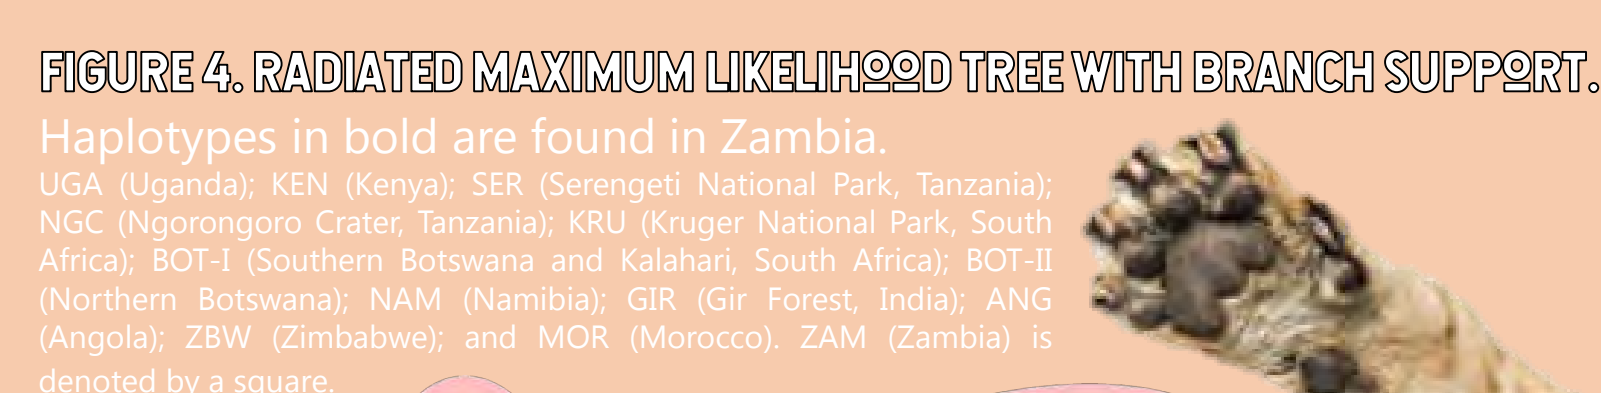 FIGURE 4. RADIATED MAXIMUM LIKELIHOOD TREE WITH BRANCH SUPPORT.
Haplotypes in bold are found in Zambia.
UGA (Uganda); KEN (Kenya); SER (Serengeti National Park, Tanzania);
NGC (Ngorongoro Crater, Tanzania); KRU (Kruger National Park, South
Africa); BOT-I (Southern Botswana and Kalahari, South Africa); BOT-II
(Northern Botswana); NAM (Namibia); GIR (Gir Forest, India); ANG
(Angola); ZBW (Zimbabwe); and MOR (Morocco). ZAM (Zambia) is
denoted by a square.